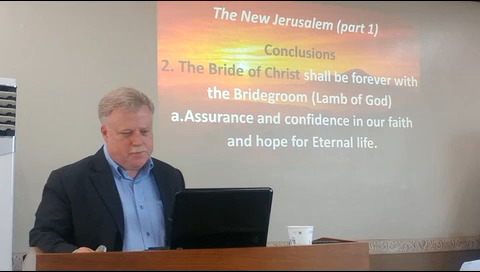 The New Jerusalem (part 1)
Conclusions
2. The Bride of Christ shall be forever with
the Bridegroom (Lamb of God)
a.Assurance and confidence in our faith
and hope for Eternal life.